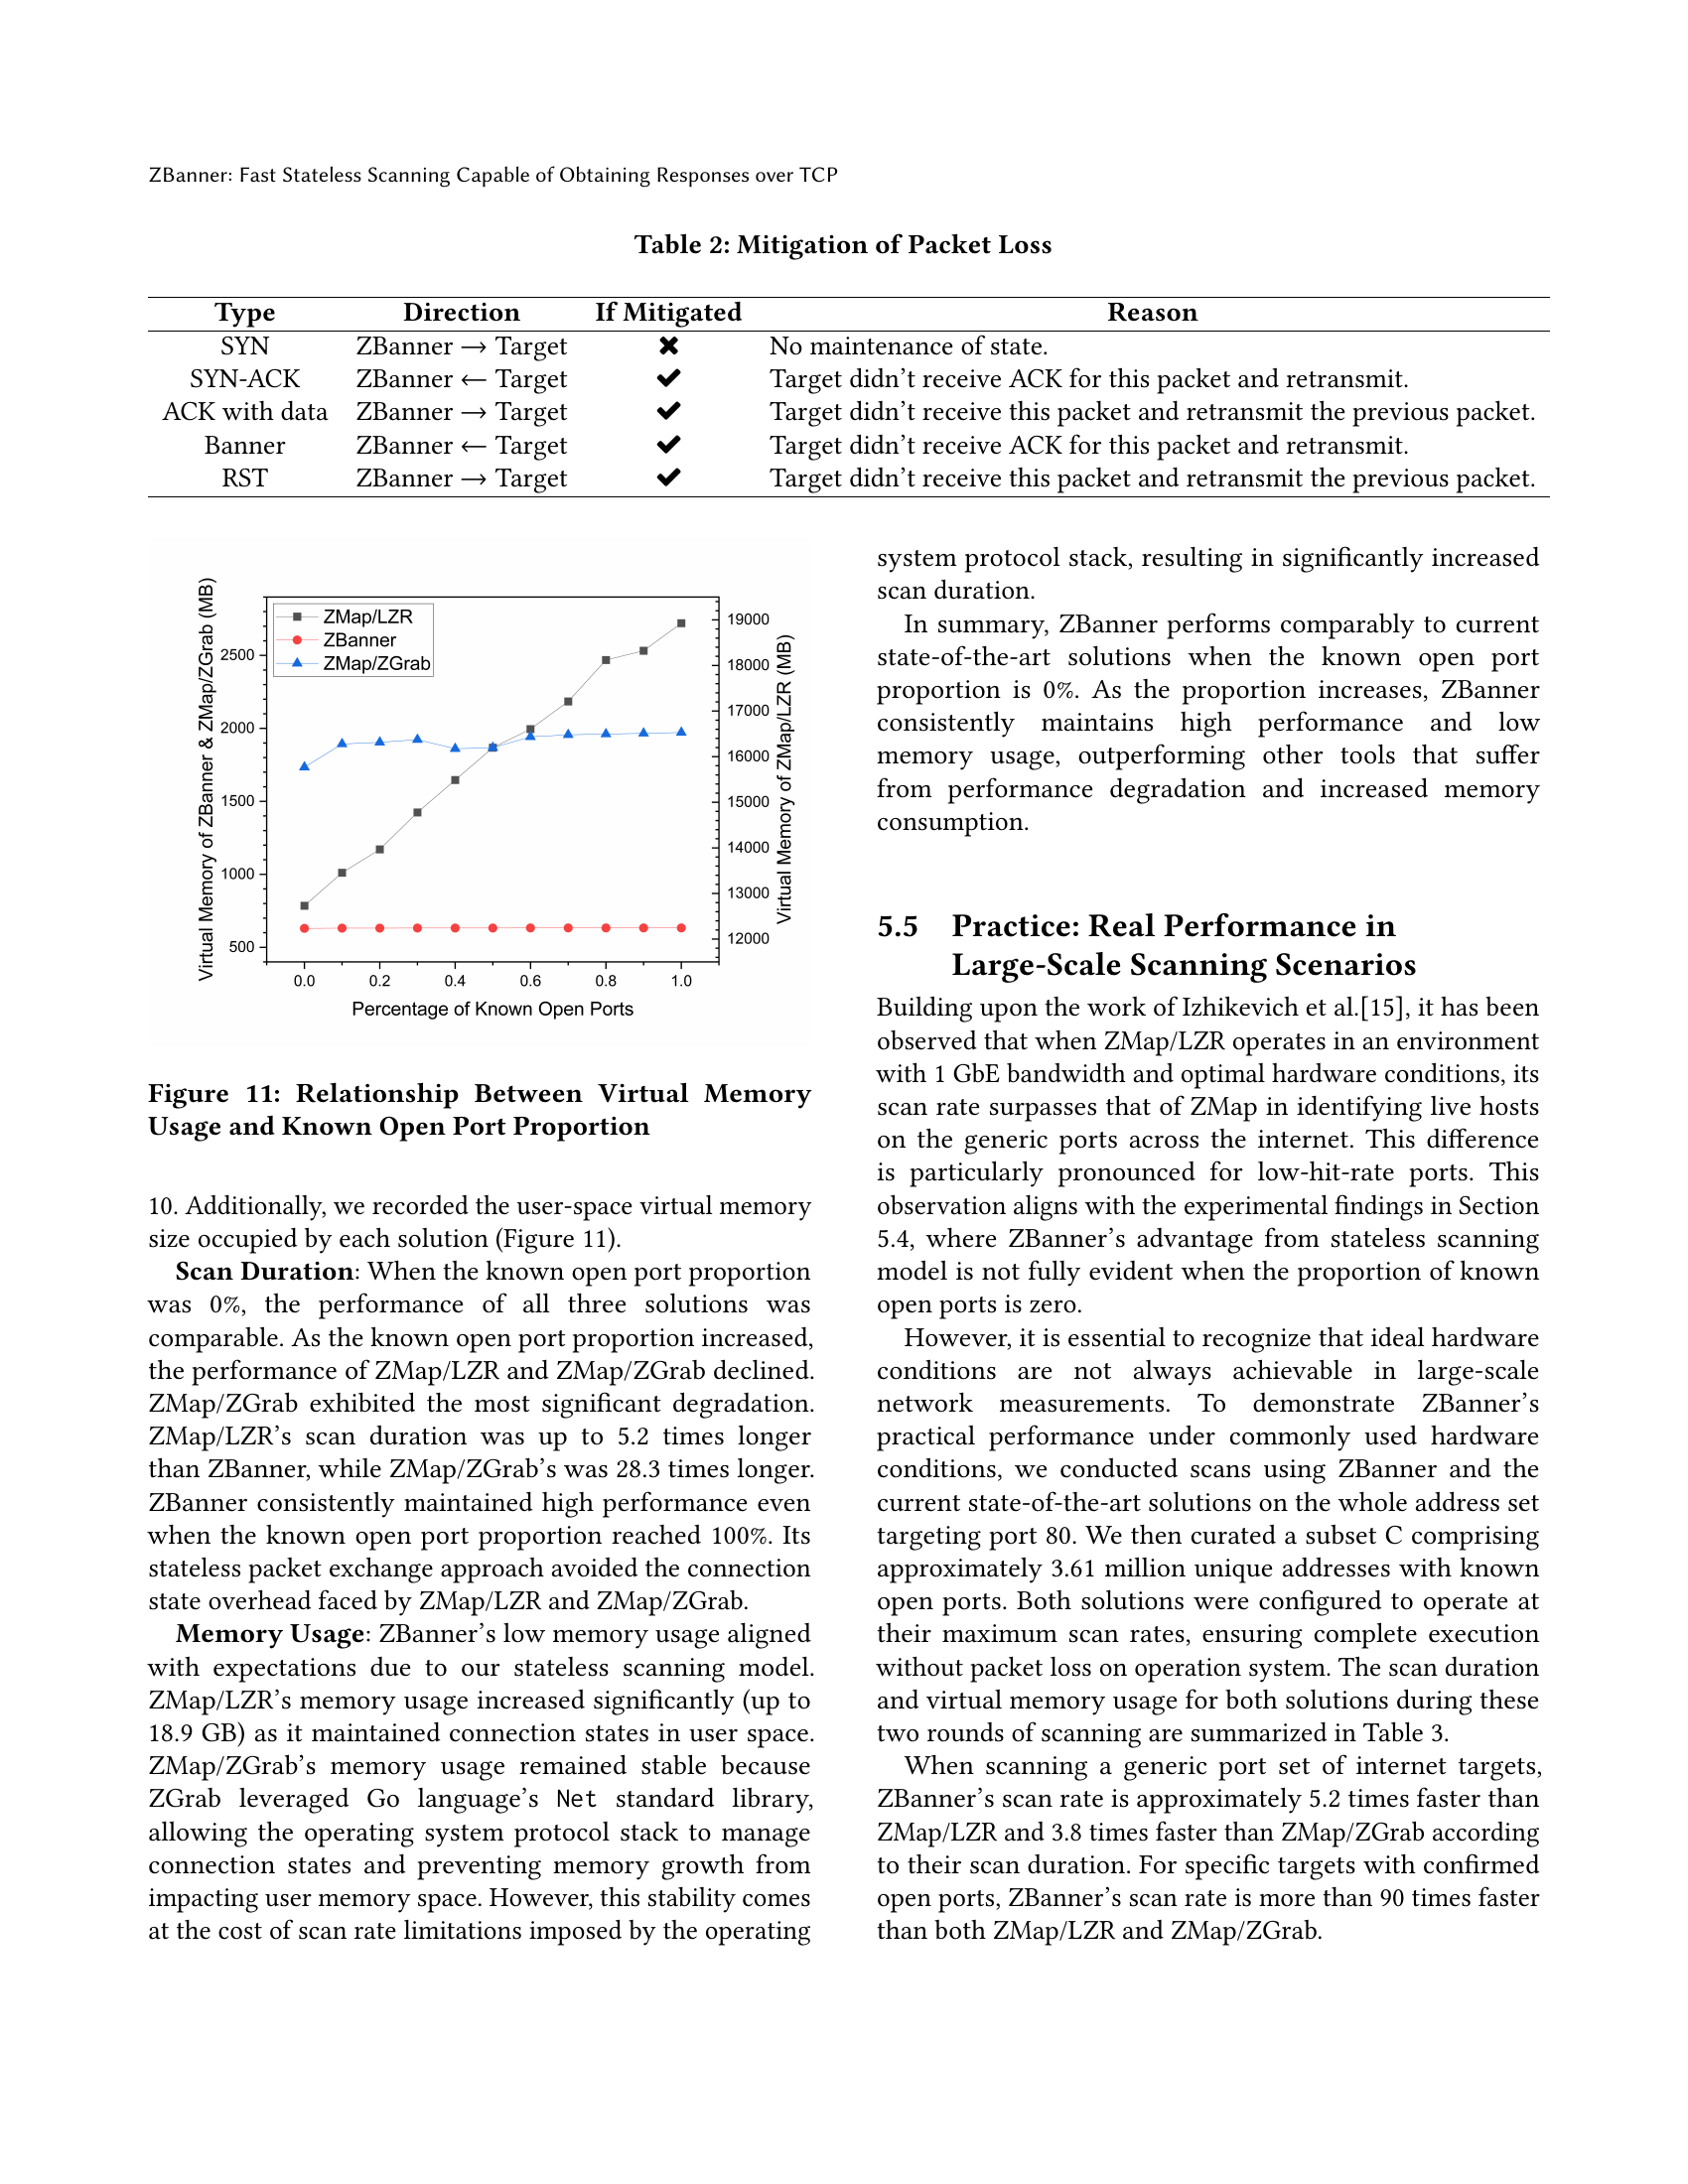 ZBanner: Fast Stateless Scanning Capable of Obtaining Responses over TCP
Table 2: Mitigation of Packet Loss
Type Direction If Mitigated Reason
SYN ZBanner → Target ✖ No maintenance of state.
SYN-ACK ZBanner ← Target ✔ Target didn't receive ACK for this packet and retransmit.
ACK with data ZBanner → Target ✔ Target didn't receive this packet and retransmit the previous packet.
Banner ZBanner ← Target ✔ Target didn't receive ACK for this packet and retransmit.
RST ZBanner → Target ✔ Target didn't receive this packet and retransmit the previous packet.
Virtual Memory of ZBanner & ZMap/ZGrab (MB)
2500
2000
1500
1000
500
ZMap/LZR
ZBanner
ZMap/ZGrab
19000
18000
17000
16000
15000
14000
13000
12000
Virtual Memory of ZMap/LZR (MB)
0.0 0.2 0.4 0.6 0.8 1.0
Percentage of Known Open Ports
Figure 11: Relationship Between Virtual Memory
Usage and Known Open Port Proportion
10. Additionally, we recorded the user-space virtual memory
size occupied by each solution (Figure 11).
Scan Duration: When the known open port proportion
was 0%, the performance of all three solutions was
comparable. As the known open port proportion increased,
the performance of ZMap/LZR and ZMap/ZGrab declined.
ZMap/ZGrab exhibited the most significant degradation.
ZMap/LZR's scan duration was up to 5.2 times longer
than ZBanner, while ZMap/ZGrab's was 28.3 times longer.
ZBanner consistently maintained high performance even
when the known open port proportion reached 100%. Its
stateless packet exchange approach avoided the connection
state overhead faced by ZMap/LZR and ZMap/ZGrab.
Memory Usage: ZBanner's low memory usage aligned
with expectations due to our stateless scanning model.
ZMap/LZR's memory usage increased significantly (up to
18.9 GB) as it maintained connection states in user space.
ZMap/ZGrab's memory usage remained stable because
ZGrab leveraged Go language's Net standard library,
allowing the operating system protocol stack to manage
connection states and preventing memory growth from
impacting user memory space. However, this stability comes
at the cost of scan rate limitations imposed by the operating
system protocol stack, resulting in significantly increased
scan duration.
In summary, ZBanner performs comparably to current
state-of-the-art solutions when the known open port
proportion is 0%. As the proportion increases, ZBanner
consistently maintains high performance and low
memory usage, outperforming other tools that suffer
from performance degradation and increased memory
consumption.
5.5 Practice: Real Performance in
Large-Scale Scanning Scenarios
Building upon the work of Izhikevich et al.[15], it has been
observed that when ZMap/LZR operates in an environment
with 1 GbE bandwidth and optimal hardware conditions, its
scan rate surpasses that of ZMap in identifying live hosts
on the generic ports across the internet. This difference
is particularly pronounced for low-hit-rate ports. This
observation aligns with the experimental findings in Section
5.4, where ZBanner's advantage from stateless scanning
model is not fully evident when the proportion of known
open ports is zero.
However, it is essential to recognize that ideal hardware
conditions are not always achievable in large-scale
network measurements. To demonstrate ZBanner's
practical performance under commonly used hardware
conditions, we conducted scans using ZBanner and the
current state-of-the-art solutions on the whole address set
targeting port 80. We then curated a subset C comprising
approximately 3.61 million unique addresses with known
open ports. Both solutions were configured to operate at
their maximum scan rates, ensuring complete execution
without packet loss on operation system. The scan duration
and virtual memory usage for both solutions during these
two rounds of scanning are summarized in Table 3.
When scanning a generic port set of internet targets,
ZBanner's scan rate is approximately 5.2 times faster than
ZMap/LZR and 3.8 times faster than ZMap/ZGrab according
to their scan duration. For specific targets with confirmed
open ports, ZBanner's scan rate is more than 90 times faster
than both ZMap/LZR and ZMap/ZGrab.